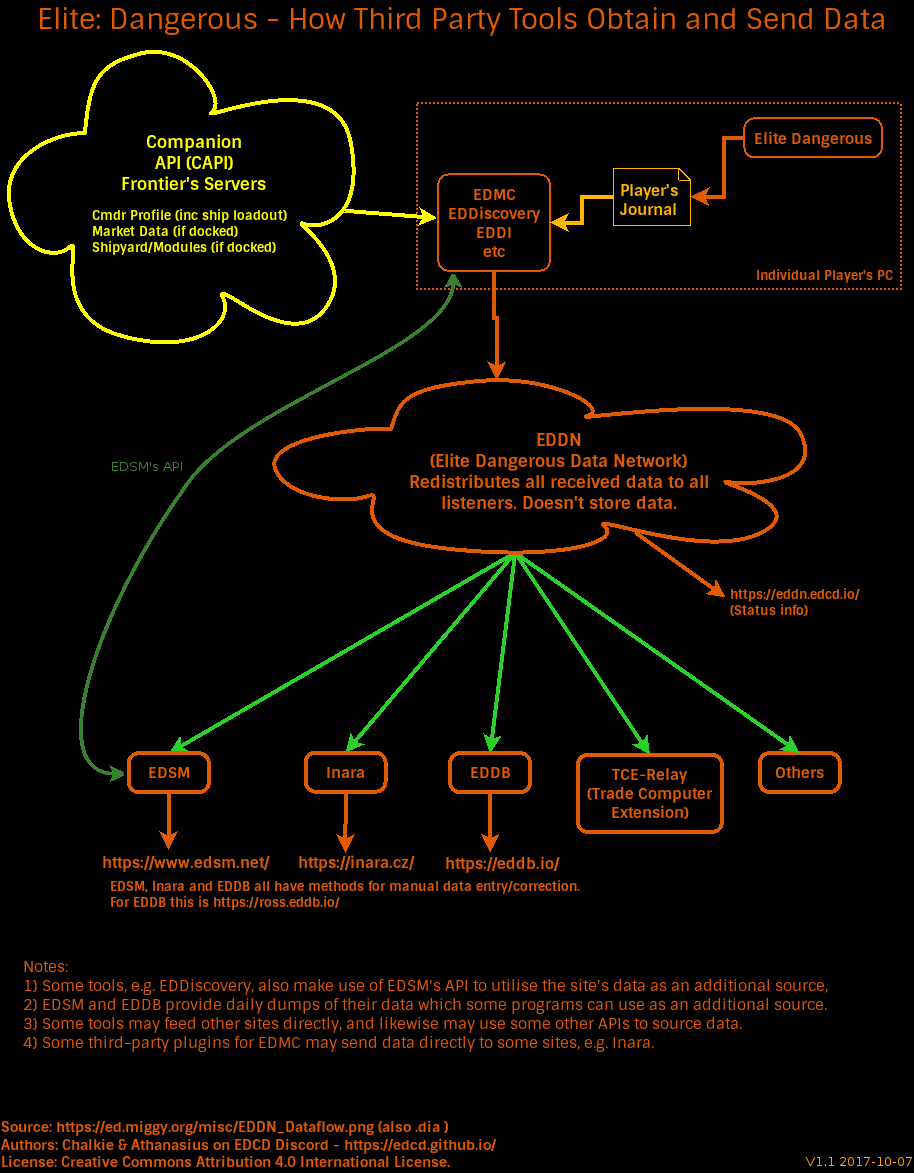 Elite: Dangerous - How Third Party Tools Obtain and Send Data
Companion
API (CAPI)
Frontier's Servers
Cmdr Profile (inc ship loadout)
Market Data (if docked)
Shipyard/Modules (if docked)
EDMC
EDDiscovery
EDDI
etc
Player's
Journal
Elite Dangerous
Individual Player's PC
EDSM's API
EDDN
(Elite Dangerous Data Network)
Redistributes all received data to all
listeners. Doesn't store data.
https://eddn.edcd.io/
(Status info)
EDSM
Inara
EDDB
TCE-Relay
(Trade Computer
Extension)
Others
https://www.edsm.net/
https://inara.cz/
https://eddb.io/
EDSM, Inara and EDDB all have methods for manual data entry/correction.
For EDDB this is https://ross.eddb.io/
Notes:
1) Some tools, e.g. EDDiscovery, also make use of EDSM's API to utilise the site's data as an additional source,
2) EDSM and EDDB provide daily dumps of their data which some programs can use as an additional source.
3) Some tools may feed other sites directly, and likewise may use some other APIs to source data.
4) Some third-party plugins for EDMC may send data directly to some sites, e.g. Inara.
Source: https://ed.miggy.org/misc/EDDN_Dataflow.png (also .dia )
Authors: Chalkie & Athanasius on EDCD Discord - https://edcd.github.io/
License: Creative Commons Attribution 4.0 International License.
V1.1 2017-10-07